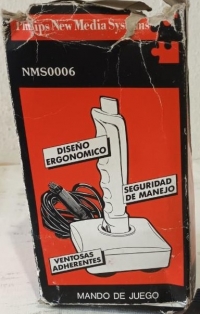 Philips New Media Systems
NMS0006
DISEÑO
ERGONOMICO
SEGURIDAD
DE MANEJO
VENTOSAS
ADHERENTES
MANDO DE JUEGO